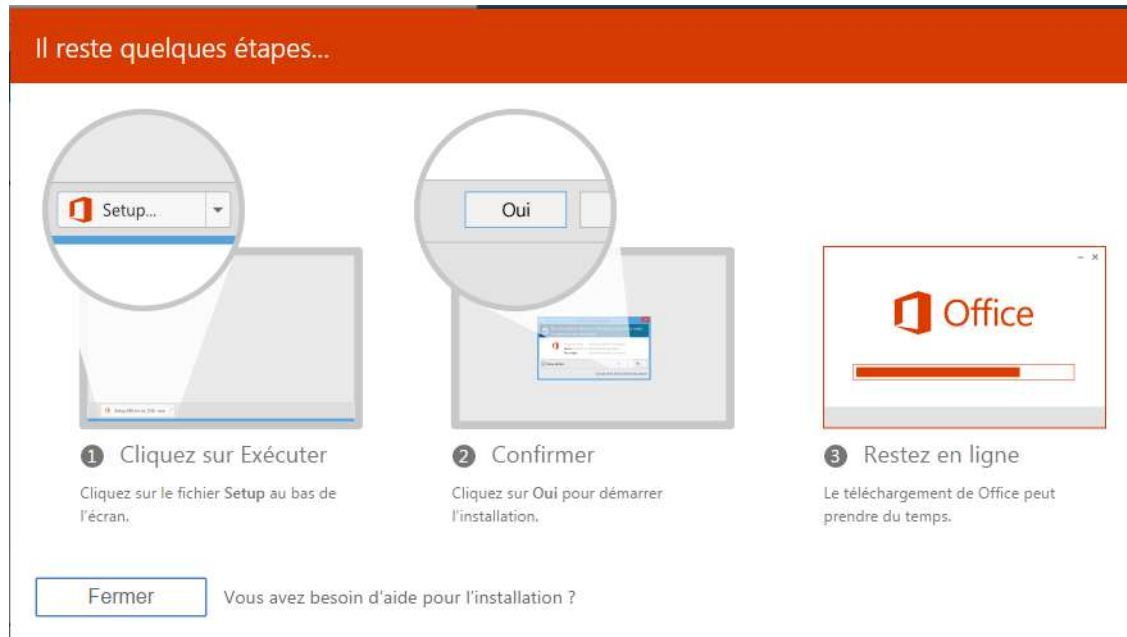 Il reste quelques étapes...
Setup...
Oui
Office
1 Cliquez sur Exécuter
Cliquez sur le fichier Setup au bas de
l'écran.
2 Confirmer
Cliquez sur Oui pour démarrer
l'installation.
3 Restez en ligne
Le téléchargement de Office peut
prendre du temps.
Fermer
Vous avez besoin d'aide pour l'installation ?